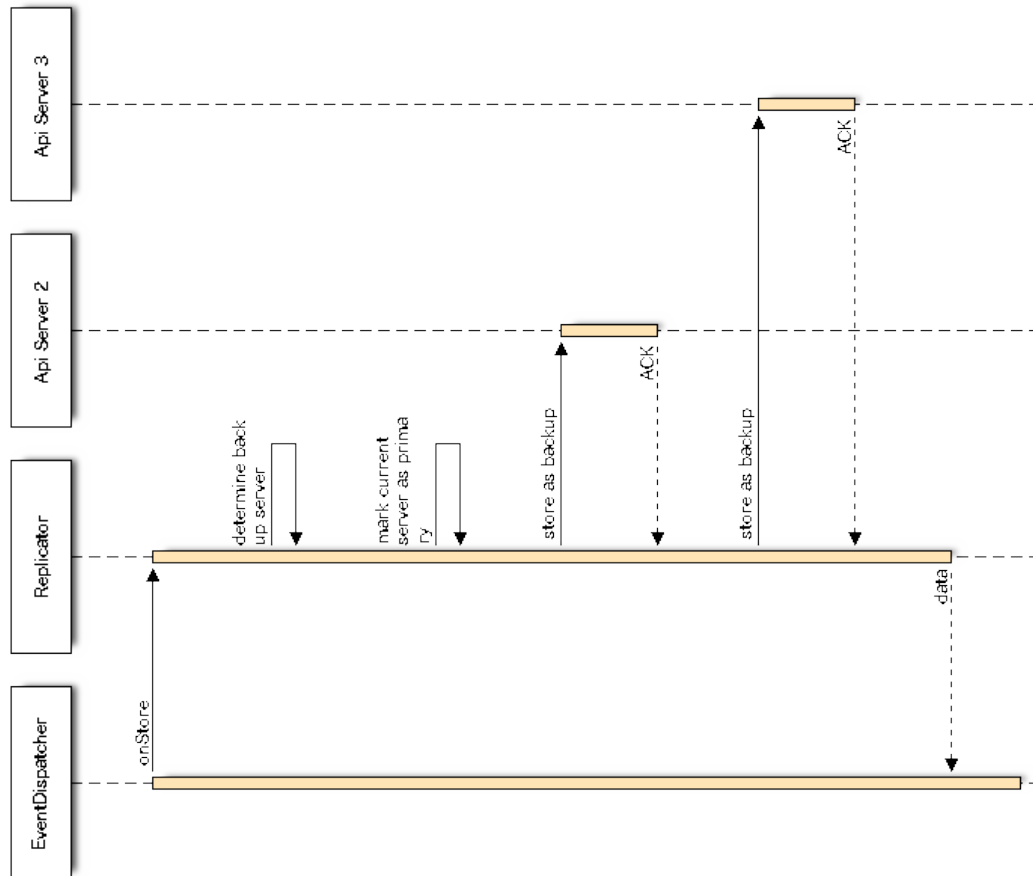 EventDispatcher
Replicator
Api Server 2
Api Server 3
onStore
determine back
up server
mark current
server as prima
ry
store as backup
ACK
store as backup
ACK
data